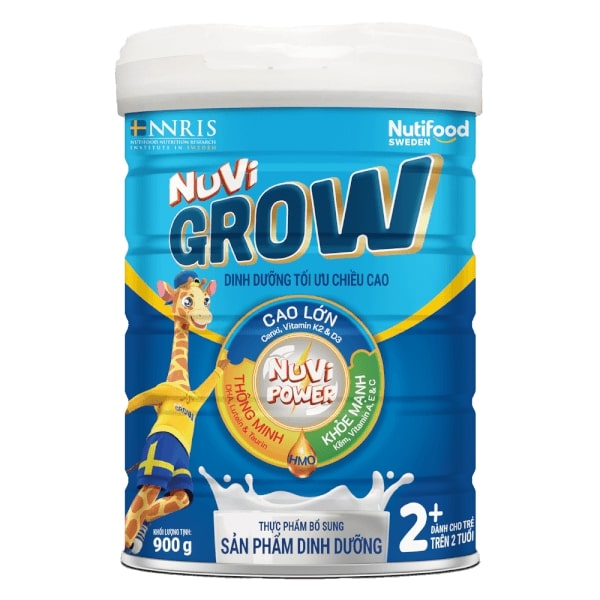 NNRIS
NUTIFOOD NUTRITION RESEARCH
INSTITUTE IN SWEDEN
Nutifood
SWEDEN
NuVi
GROW
DINH DƯỠNG TỐI ƯU CHIỀU CAO
CAO LỚN
Canxi, Vitamin K2 & D3
NuVi
POWER
THÔNG MINH
DHA, Lutein & Taurin
KHỎE MẠNH
Kẽm, Vitamin A, E & C
HMO
GROW
KHỐI LƯỢNG TỊNH:
900 g
THỰC PHẨM BỔ SUNG
SẢN PHẨM DINH DƯỠNG
2+
DÀNH CHO TRẺ
TRÊN 2 TUỔI